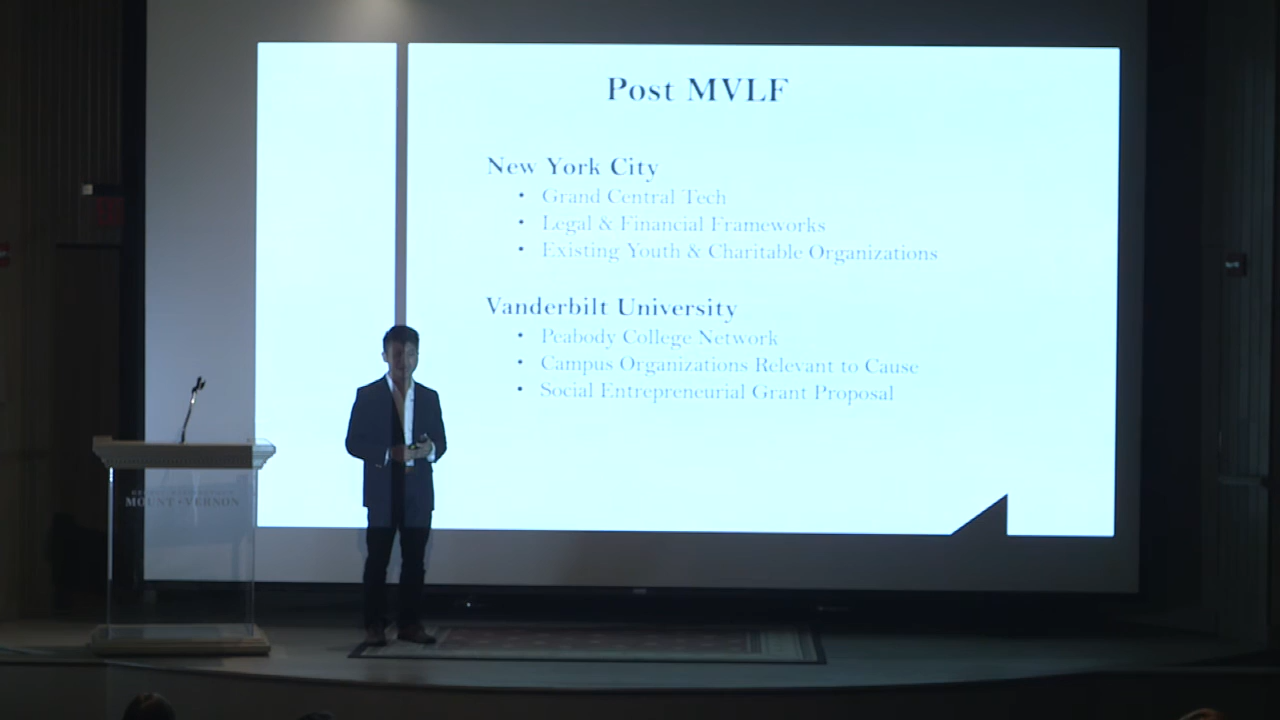 Post MVLF
New York City
• Grand Central Tech
• Legal & Financial Frameworks
• Existing Youth & Charitable Organizations
Vanderbilt University
• Peabody College Network
• Campus Organizations Relevant to Cause
• Social Entrepreneurial Grant Proposal
MOUNT • VERNON